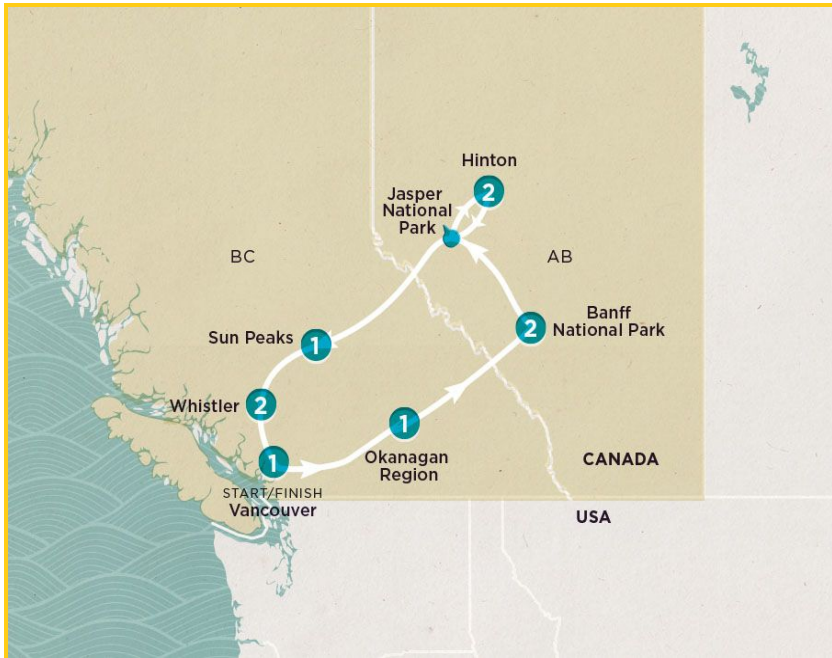 Hinton
2
Jasper
National
Park
BC
AB
Banff
National Park
2
Sun Peaks
1
Whistler
2
1
Okanagan
Region
1
START/FINISH
Vancouver
CANADA
USA